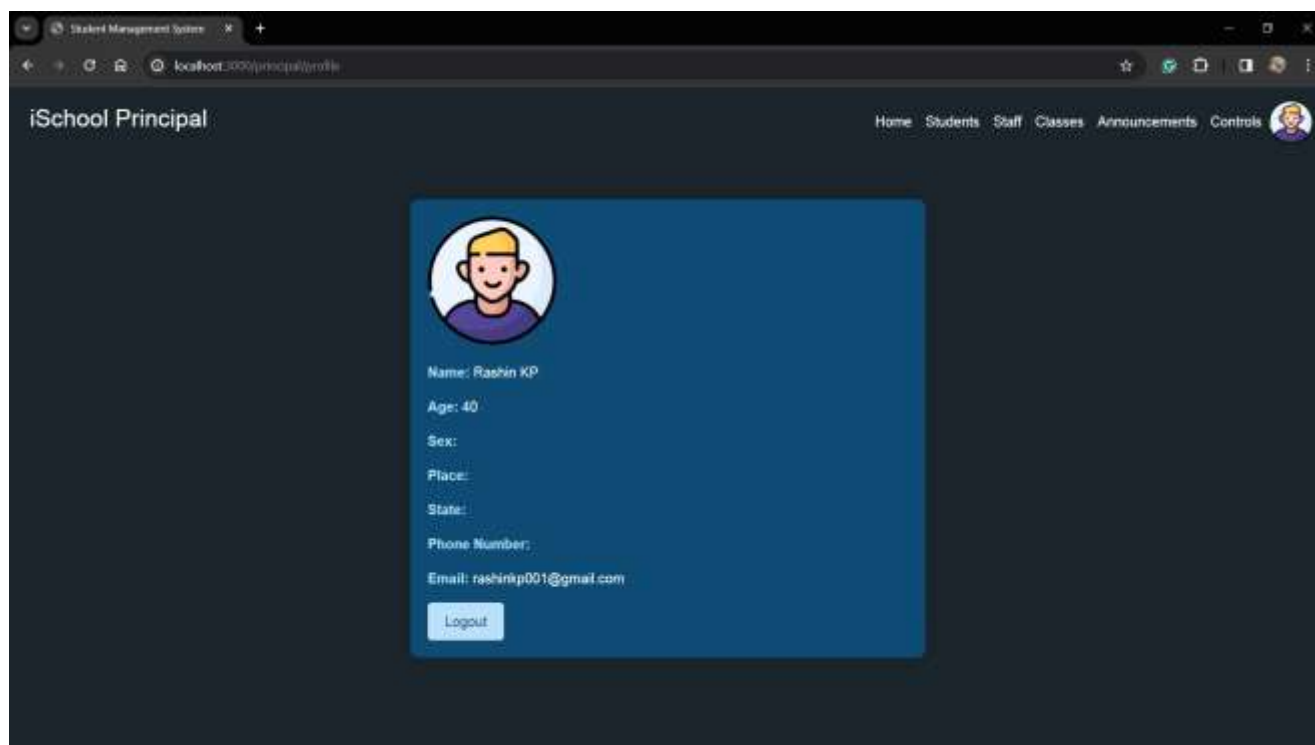 Student Management System
localhost:3000/principal/profile
iSchool Principal
Home Students Staff Classes Announcements Controls
Name: Rashin KP
Age: 40
Sex:
Place:
State:
Phone Number:
Email: rashinkp001@gmail.com
Logout